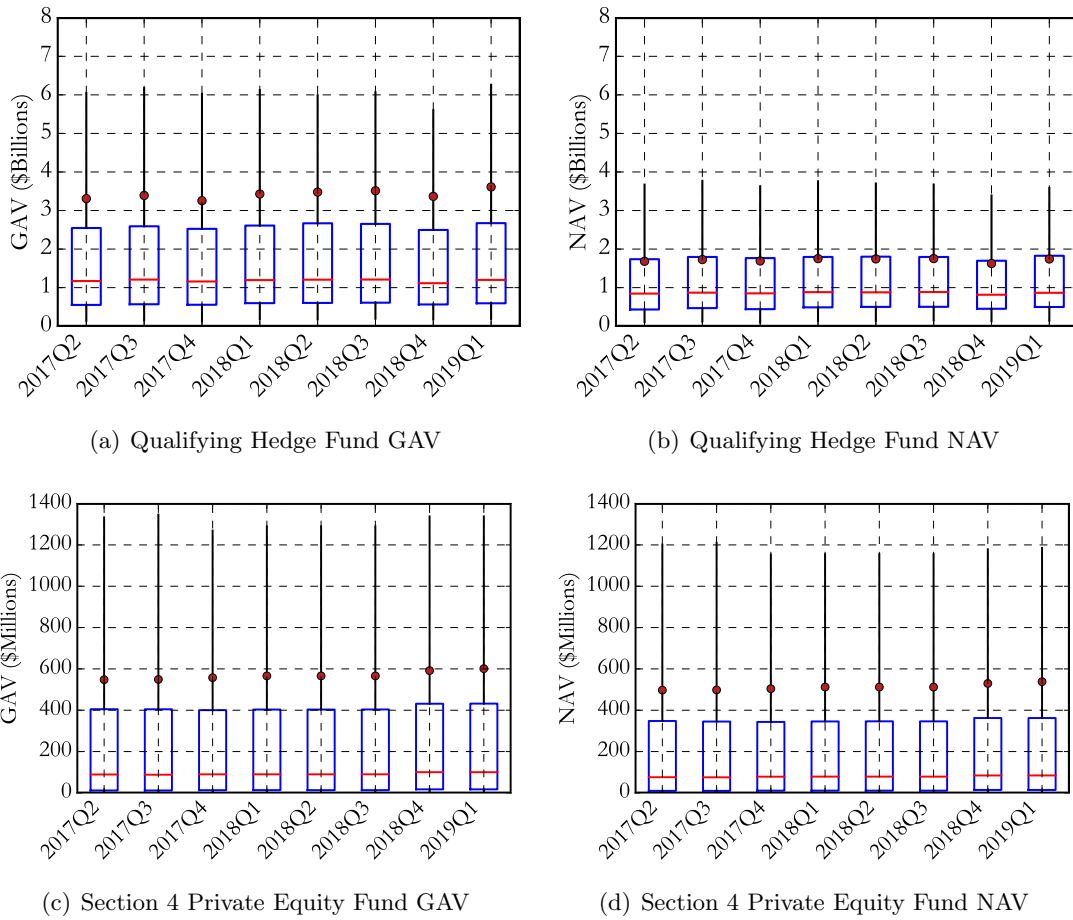 8
7
6
5
4
3
2
1
0
GAV ($Billions)
2017Q2
2017Q3
2017Q4
2018Q1
2018Q2
2018Q3
2018Q4
2019Q1
(a) Qualifying Hedge Fund GAV
8
7
6
5
4
3
2
1
0
NAV ($Billions)
2017Q2
2017Q3
2017Q4
2018Q1
2018Q2
2018Q3
2018Q4
2019Q1
(b) Qualifying Hedge Fund NAV
1400
1200
1000
800
600
400
200
0
GAV ($Millions)
2017Q2
2017Q3
2017Q4
2018Q1
2018Q2
2018Q3
2018Q4
2019Q1
(c) Section 4 Private Equity Fund GAV
1400
1200
1000
800
600
400
200
0
NAV ($Millions)
2017Q2
2017Q3
2017Q4
2018Q1
2018Q2
2018Q3
2018Q4
2019Q1
(d) Section 4 Private Equity Fund NAV